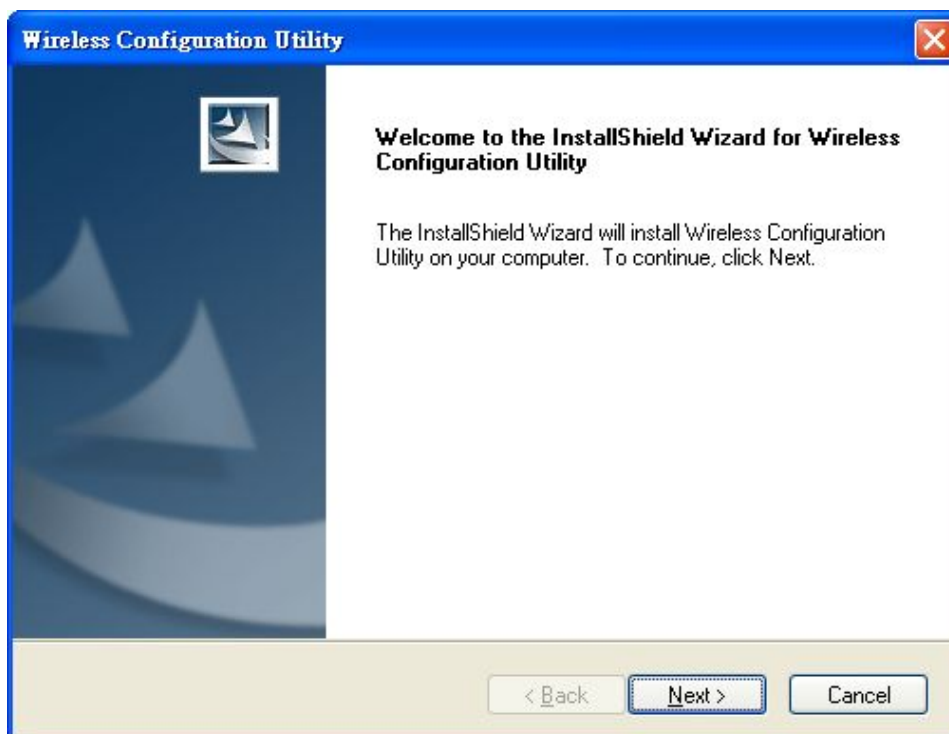 Wireless Configuration Utility
Welcome to the InstallShield Wizard for Wireless
Configuration Utility
The InstallShield Wizard will install Wireless Configuration
Utility on your computer.  To continue, click Next.
< Back
Next >
Cancel